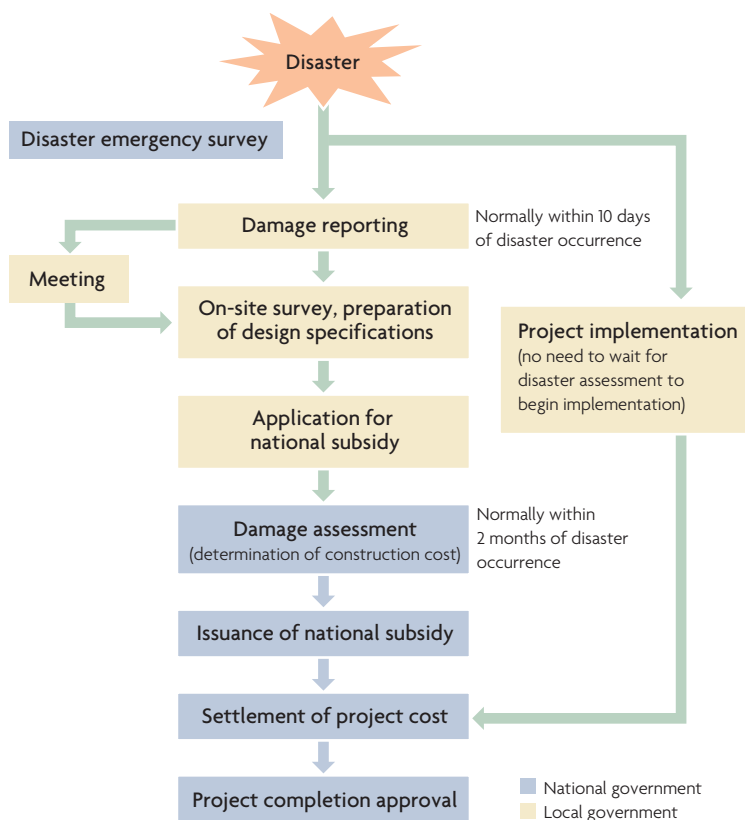 Disaster
Disaster emergency survey
Damage reporting
Normally within 10 days
of disaster occurrence
Meeting
On-site survey, preparation
of design specifications
Project implementation
(no need to wait for
disaster assessment to
begin implementation)
Application for
national subsidy
Damage assessment
(determination of construction cost)
Normally within
2 months of disaster
occurrence
Issuance of national subsidy
Settlement of project cost
Project completion approval
National government
Local government